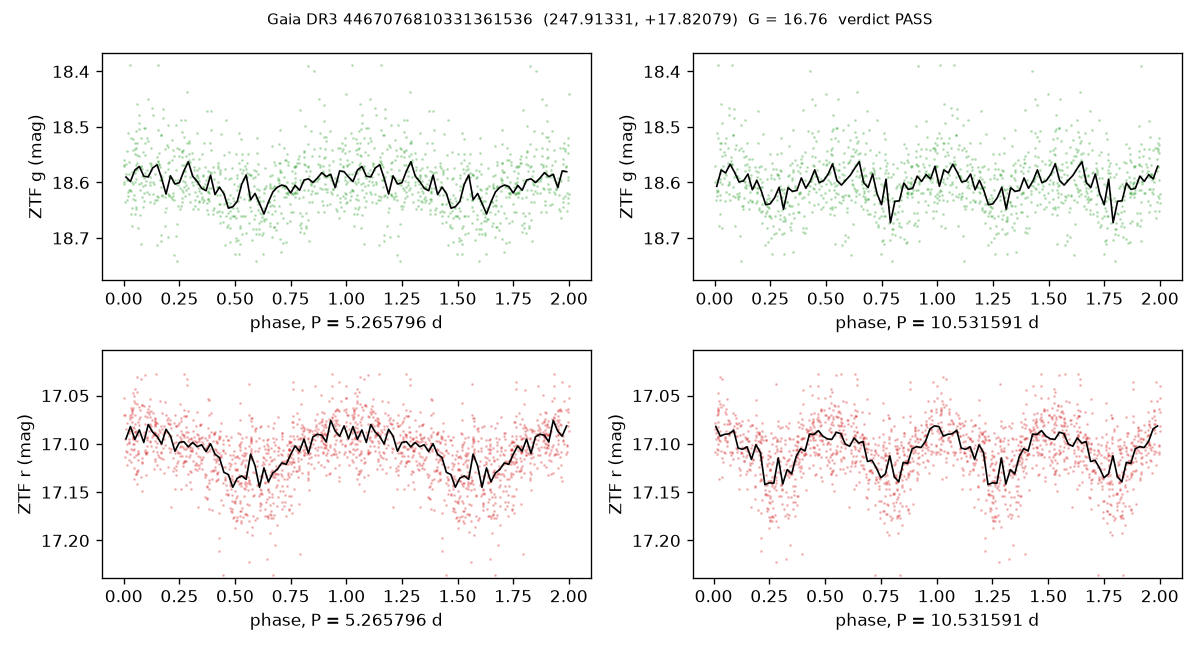 Gaia DR3 4467076810331361536 (247.91331, +17.82079) G = 16.76 verdict PASS
ZTF g (mag)
18.4
18.5
18.6
18.7
0.00 0.25 0.50 0.75 1.00 1.25 1.50 1.75 2.00
phase, P = 5.265796 d
ZTF g (mag)
18.4
18.5
18.6
18.7
0.00 0.25 0.50 0.75 1.00 1.25 1.50 1.75 2.00
phase, P = 10.531591 d
ZTF r (mag)
17.05
17.10
17.15
17.20
0.00 0.25 0.50 0.75 1.00 1.25 1.50 1.75 2.00
phase, P = 5.265796 d
ZTF r (mag)
17.05
17.10
17.15
17.20
0.00 0.25 0.50 0.75 1.00 1.25 1.50 1.75 2.00
phase, P = 10.531591 d